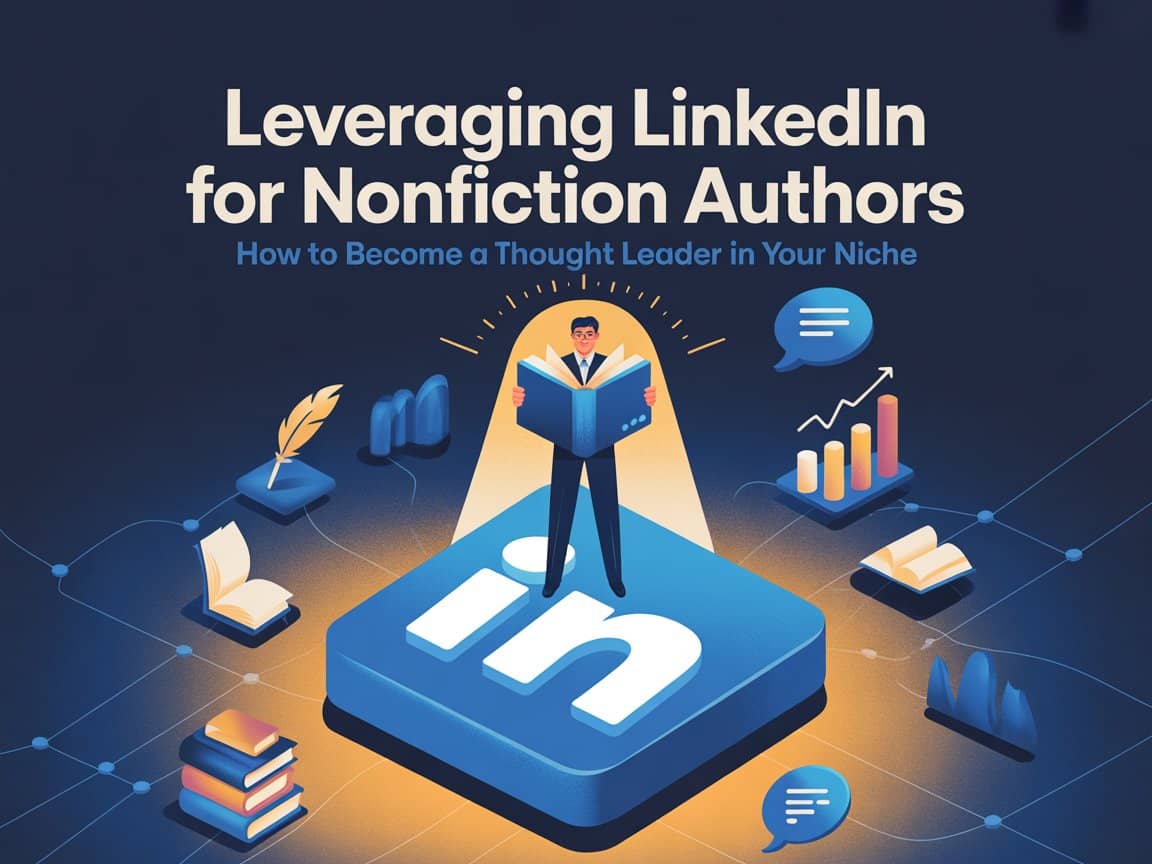 Leveraging LinkedIn
for Nonfiction Authors
How to Become a Thought Leader in Your Niche
in